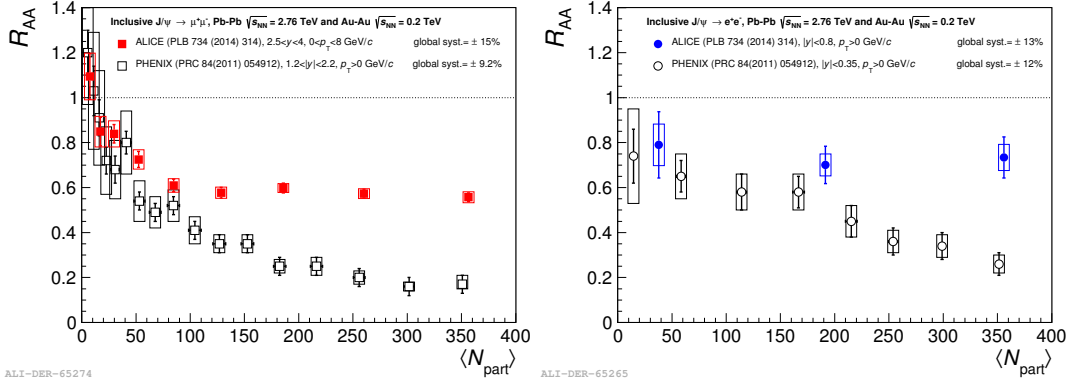 Inclusive J/ψ → μ⁺μ⁻, Pb-Pb √s_NN = 2.76 TeV and Au-Au √s_NN = 0.2 TeV
ALICE (PLB 734 (2014) 314), 2.5<y<4, 0<p_T<8 GeV/c global syst.= ± 15%
PHENIX (PRC 84(2011) 054912), 1.2<|y|<2.2, p_T>0 GeV/c global syst.= ± 9.2%
R_AA
1.4
1.2
1
0.8
0.6
0.4
0.2
0
0 50 100 150 200 250 300 350 400
⟨N_part⟩
ALI-DER-65274
Inclusive J/ψ → e⁺e⁻, Pb-Pb √s_NN = 2.76 TeV and Au-Au √s_NN = 0.2 TeV
ALICE (PLB 734 (2014) 314), |y|<0.8, p_T>0 GeV/c global syst.= ± 13%
PHENIX (PRC 84(2011) 054912), |y|<0.35, p_T>0 GeV/c global syst.= ± 12%
R_AA
1.4
1.2
1
0.8
0.6
0.4
0.2
0
0 50 100 150 200 250 300 350 400
⟨N_part⟩
ALI-DER-65265